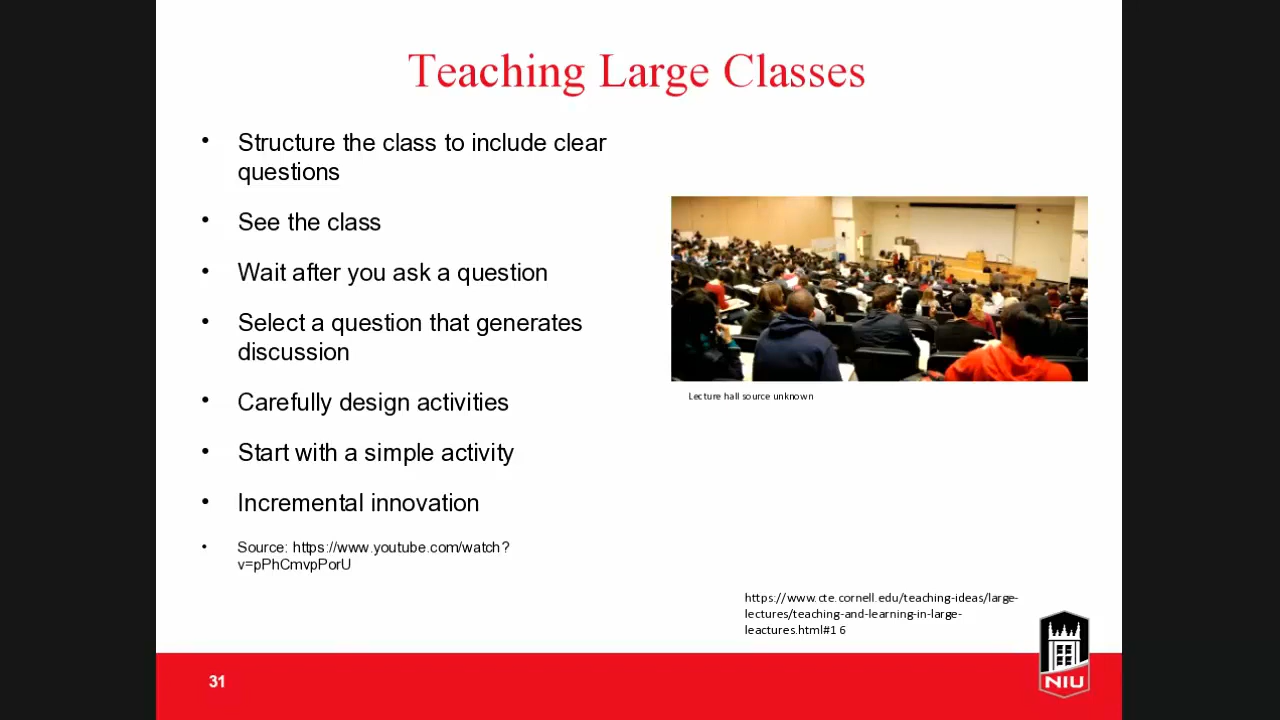 Teaching Large Classes
• Structure the class to include clear
questions
• See the class
• Wait after you ask a question
• Select a question that generates
discussion
• Carefully design activities
• Start with a simple activity
• Incremental innovation
• Source: https://www.youtube.com/watch?
v=pPhCmvpPorU
Lecture hall source unknown
https://www.cte.cornell.edu/teaching-ideas/large-
lectures/teaching-and-learning-in-large-
leactures.html#16
31
NIU